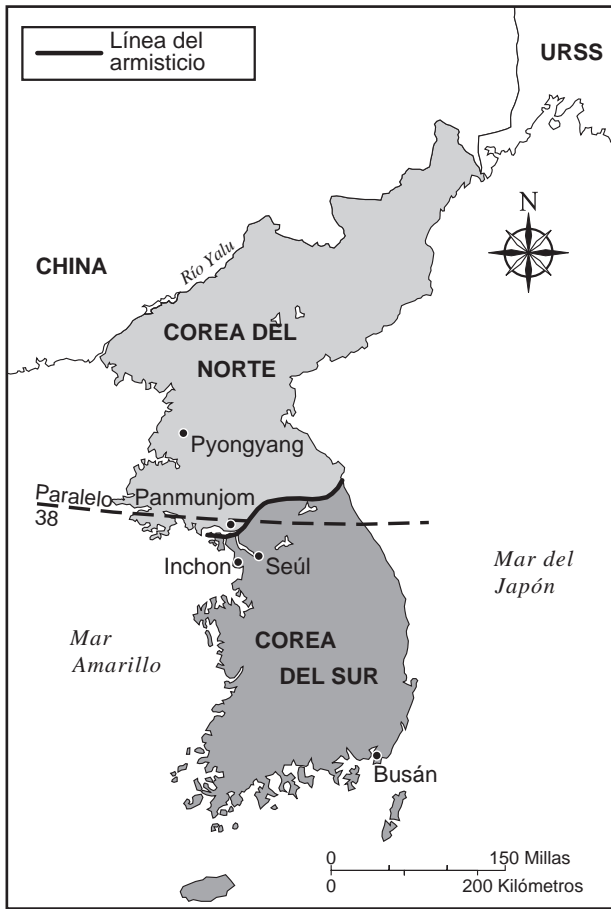 Línea del
armisticio
URSS
N
CHINA
Río Yalu
COREA DEL
NORTE
Pyongyang
Paralelo
38
Panmunjom
Inchon
Seúl
Mar del
Japón
Mar
Amarillo
COREA
DEL SUR
Busán
0 150 Millas
0 200 Kilómetros